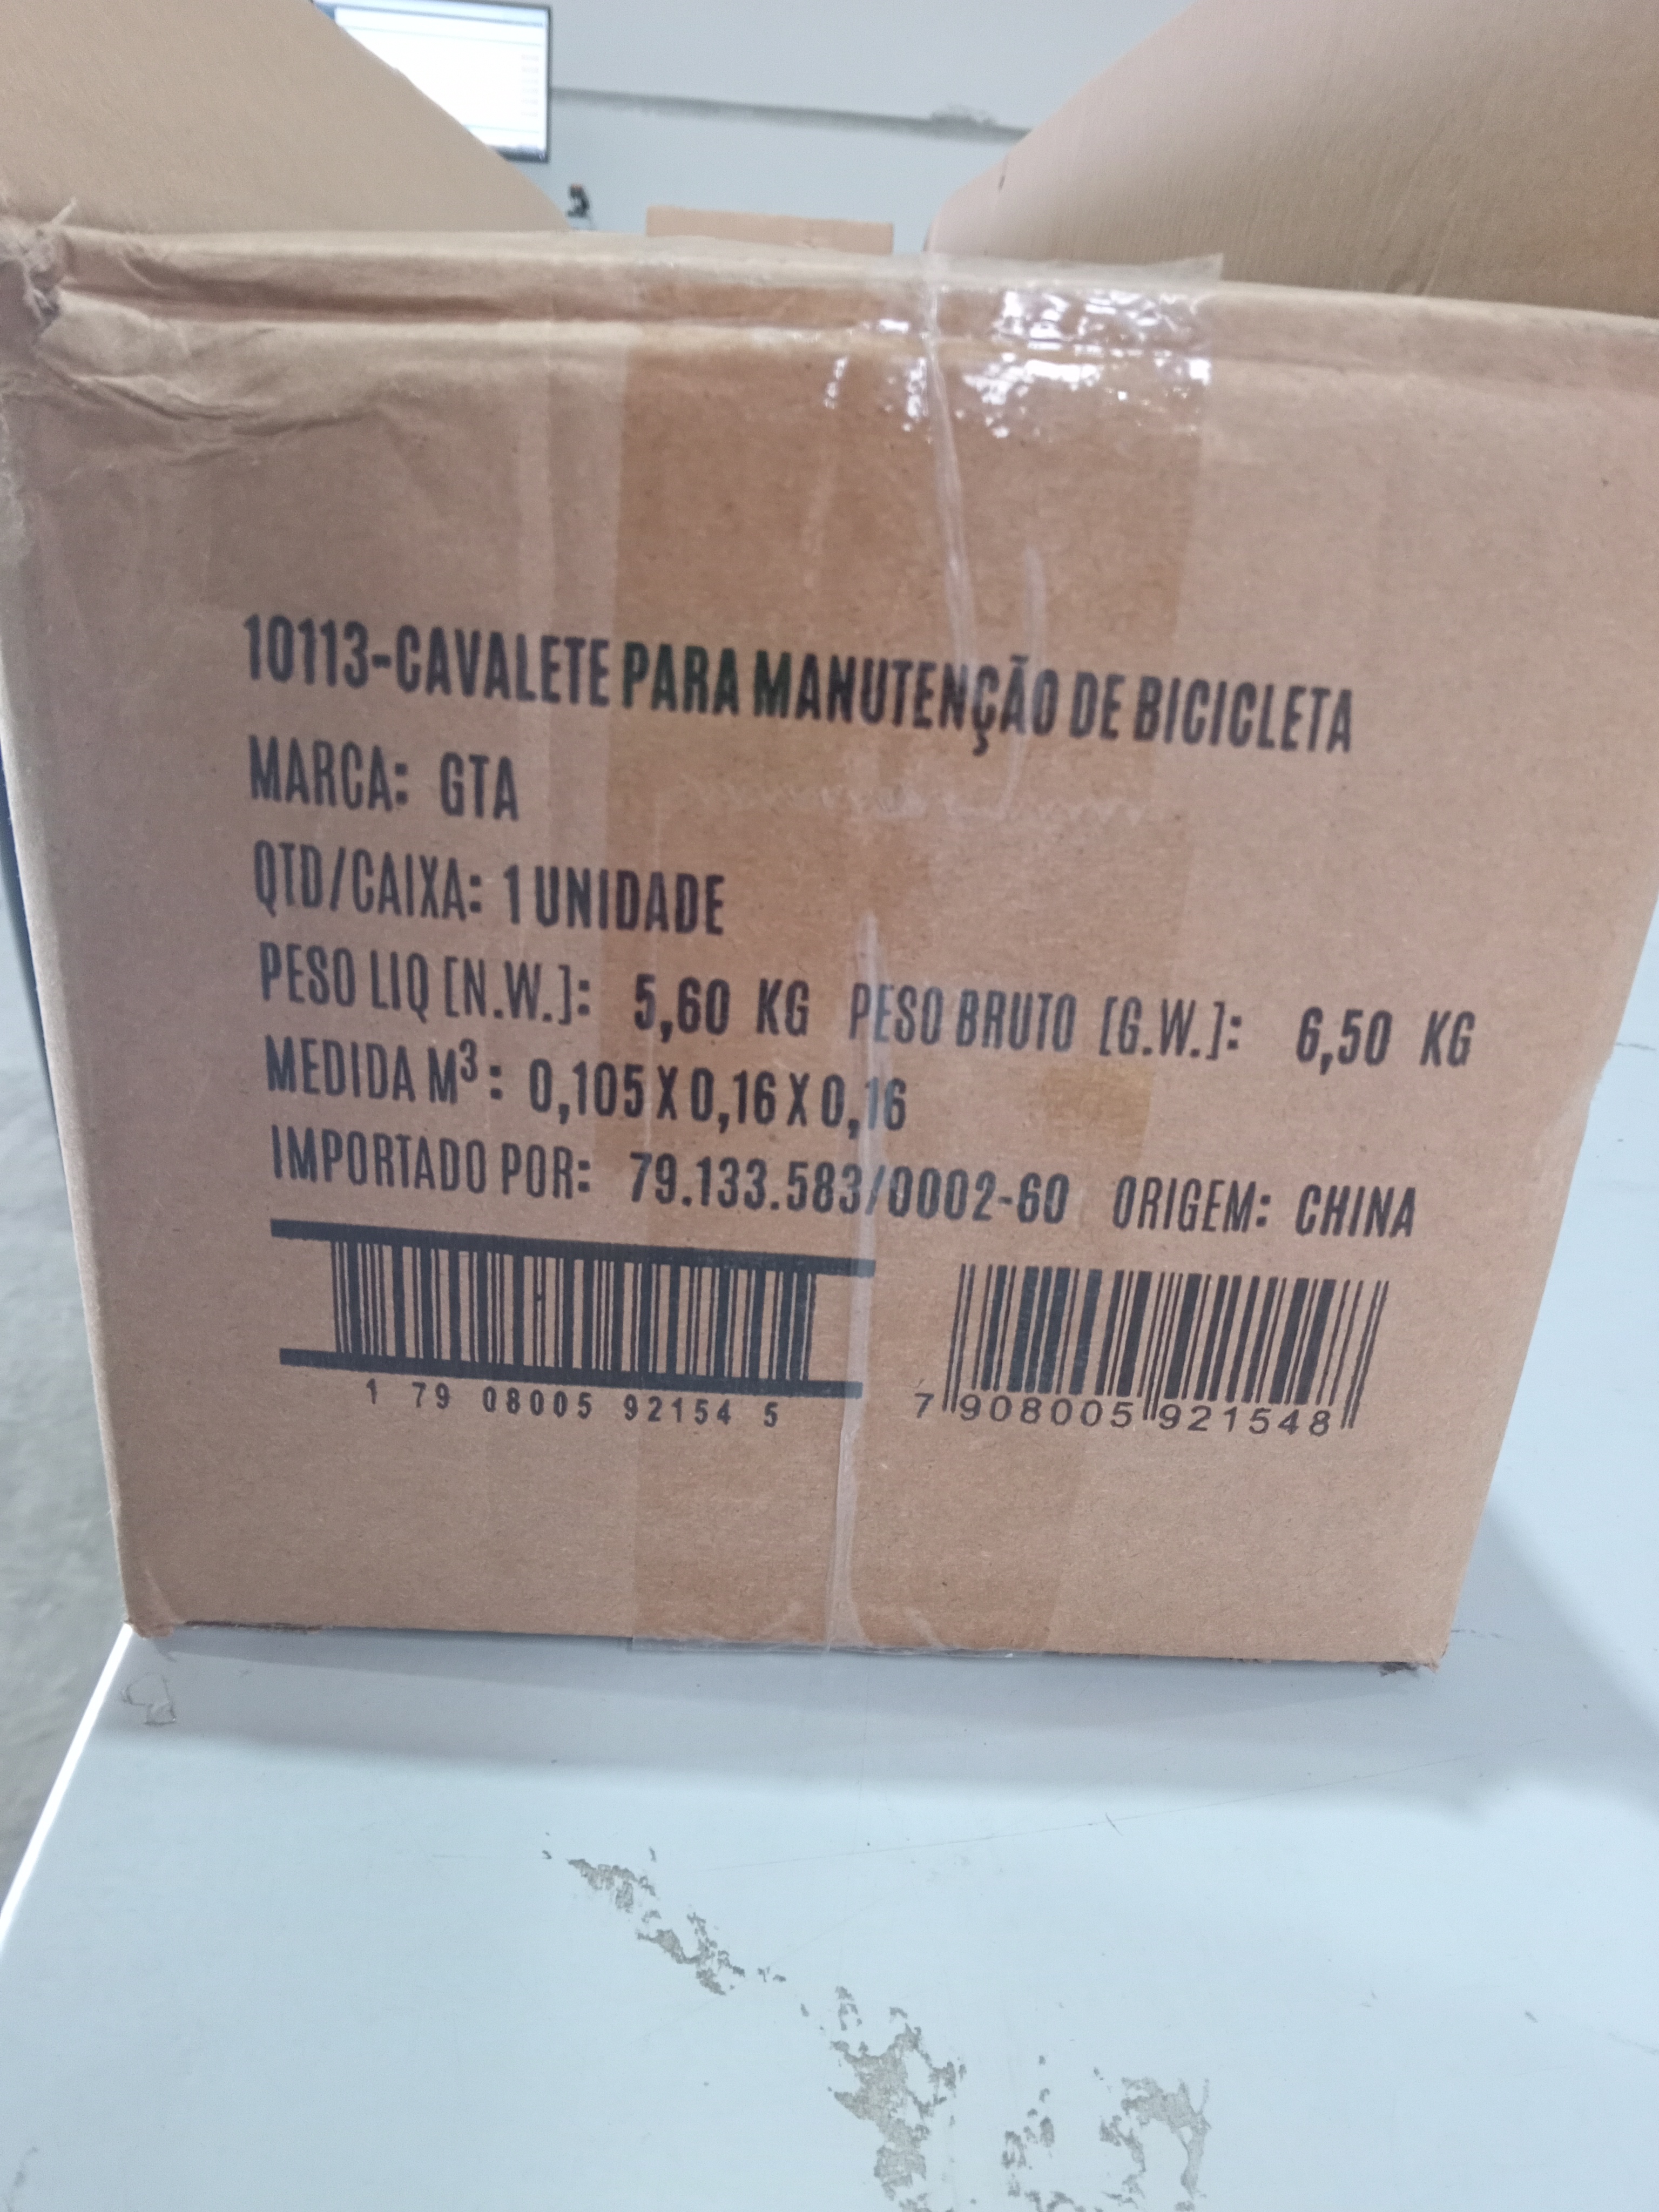 10113-CAVALETE PARA MANUTENÇÃO DE BICICLETA
MARCA: GTA
QTD/CAIXA: 1 UNIDADE
PESO LIQ [N.W.]: 5,60 KG PESO BRUTO [G.W.]: 6,50 KG
MEDIDA M³: 0,105 X 0,16 X 0,16
IMPORTADO POR: 79.133.583/0002-60 ORIGEM: CHINA
1 79 08005 92154 5
7 908005 921548